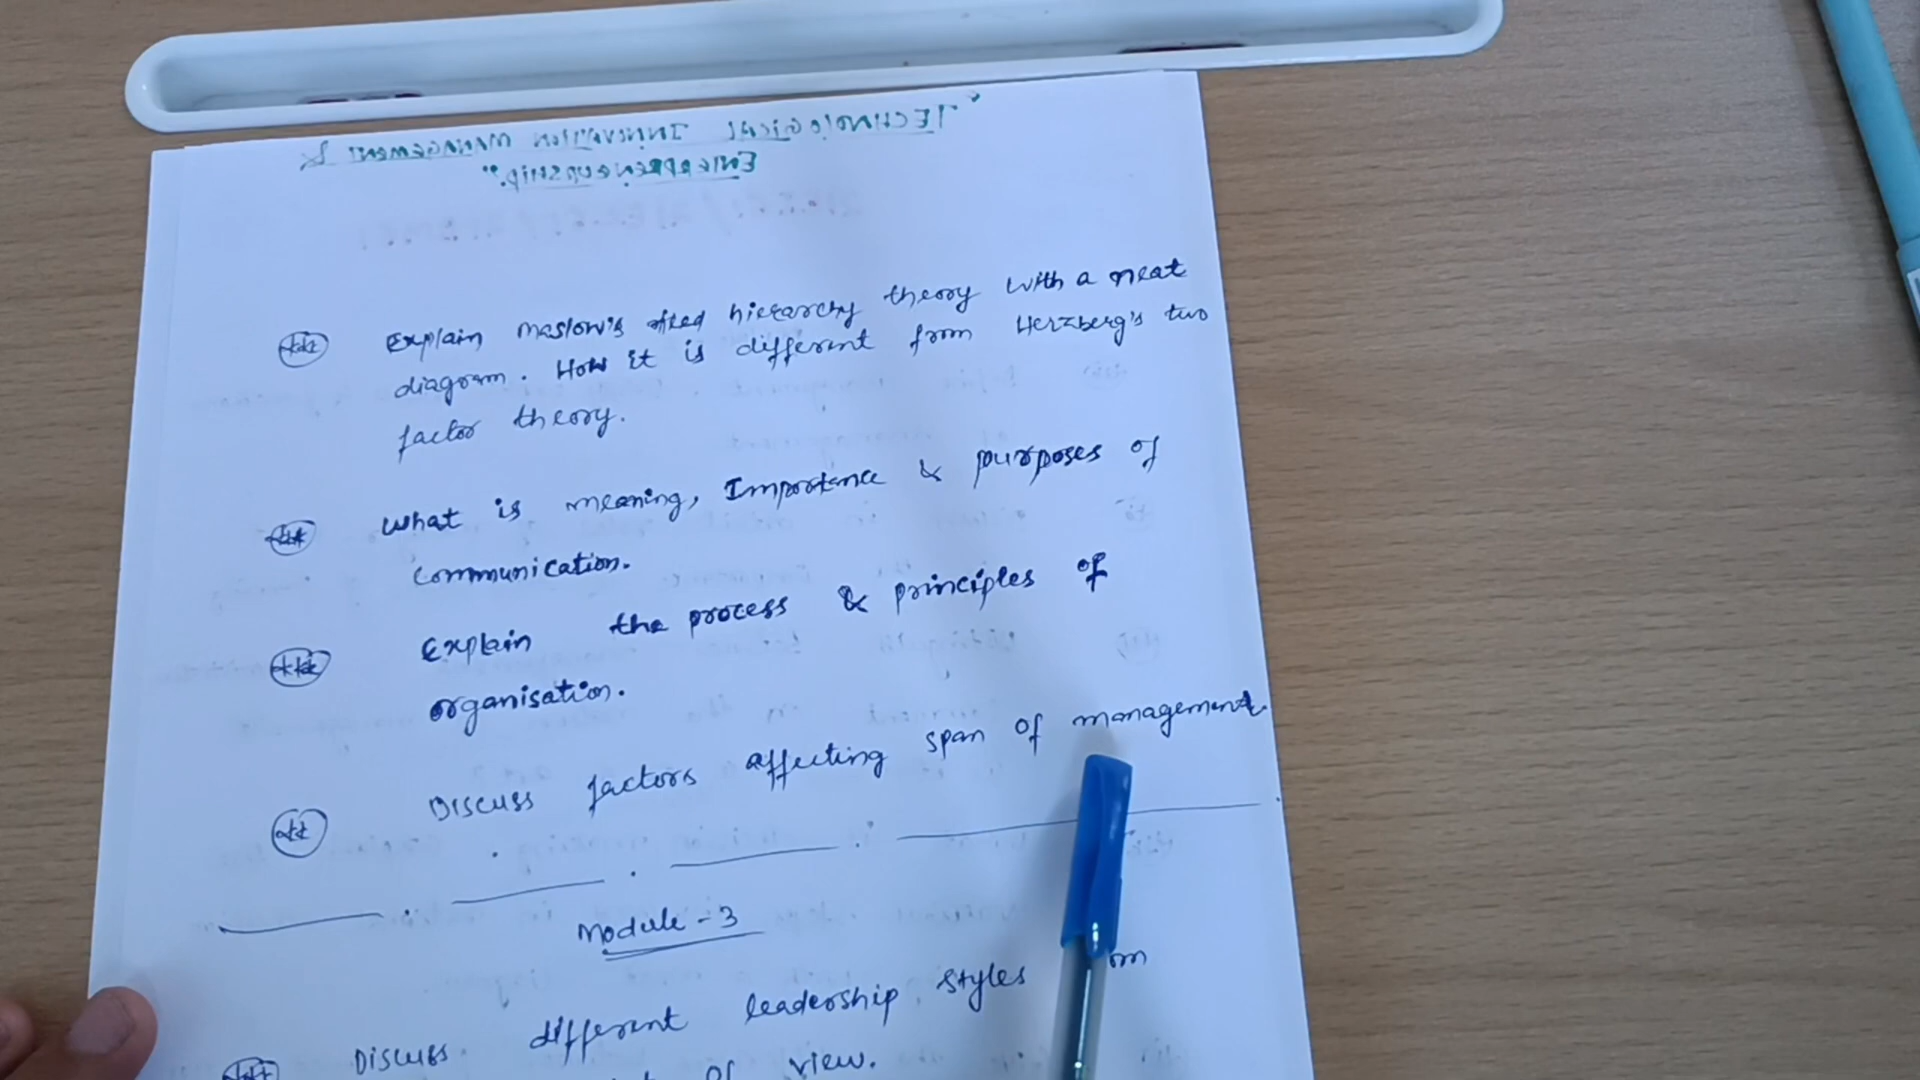 Explain Maslow's need hierarchy theory with a neat
diagram. How it is different from Herzberg's two
factor theory.
What is meaning, Importance & purposes of
communication.
Explain the process & principles of
organisation.
Discuss factors affecting span of management.
Module - 3
Discuss different leadership styles
of view.